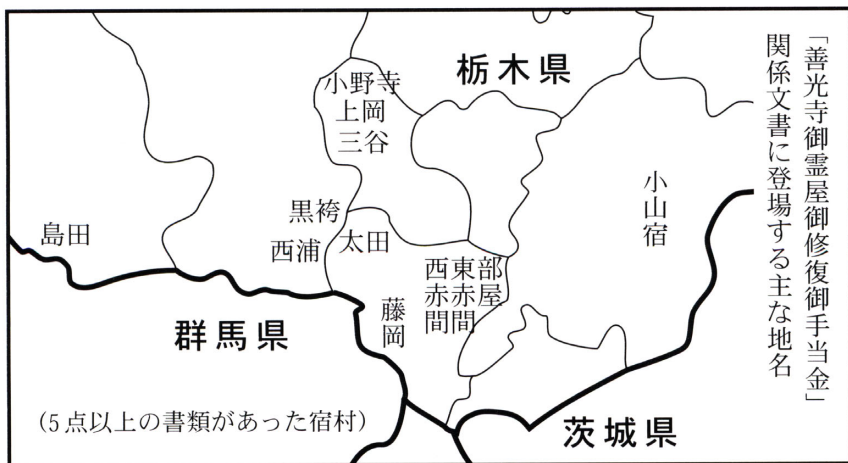 「善光寺御霊屋御修復御手当金」
関係文書に登場する主な地名
栃木県
小野寺
上岡
三谷
小山宿
黒袴
西浦
太田
島田
部屋
東赤間
西赤間
藤岡
群馬県
茨城県
（5点以上の書類があった宿村）